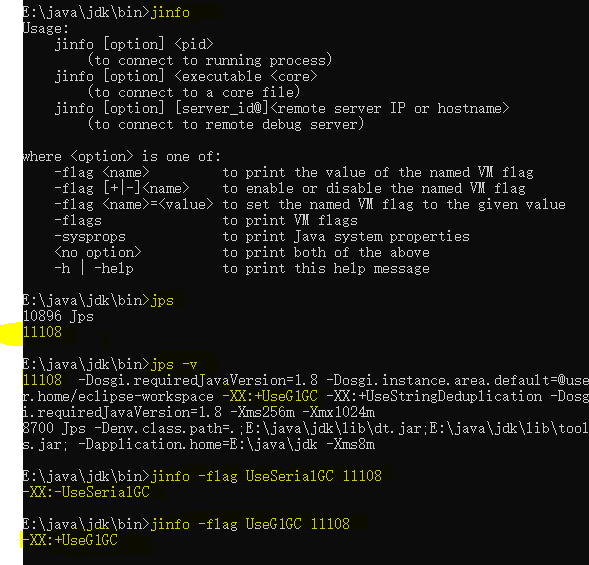 E:\java\jdk\bin>jinfo
Usage:
    jinfo [option] <pid>
        (to connect to running process)
    jinfo [option] <executable <core>
        (to connect to a core file)
    jinfo [option] [server_id@]<remote server IP or hostname>
        (to connect to remote debug server)

where <option> is one of:
    -flag <name>         to print the value of the named VM flag
    -flag [+|-]<name>    to enable or disable the named VM flag
    -flag <name>=<value> to set the named VM flag to the given value
    -flags               to print VM flags
    -sysprops            to print Java system properties
    <no option>          to print both of the above
    -h | -help           to print this help message

E:\java\jdk\bin>jps
10896 Jps
11108

E:\java\jdk\bin>jps -v
11108  -Dosgi.requiredJavaVersion=1.8 -Dosgi.instance.area.default=@use
r.home/eclipse-workspace -XX:+UseG1GC -XX:+UseStringDeduplication -Dosg
i.requiredJavaVersion=1.8 -Xms256m -Xmx1024m
8700 Jps -Denv.class.path=.;E:\java\jdk\lib\dt.jar;E:\java\jdk\lib\tool
s.jar; -Dapplication.home=E:\java\jdk -Xms8m

E:\java\jdk\bin>jinfo -flag UseSerialGC 11108
-XX:-UseSerialGC

E:\java\jdk\bin>jinfo -flag UseG1GC 11108
-XX:+UseG1GC